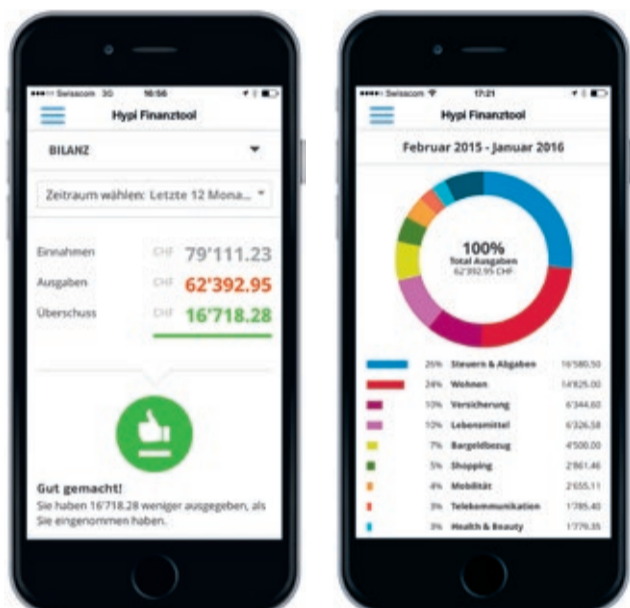 Swisscom 3G 16:56
Hypi Finanztool
BILANZ
Zeitraum wählen: Letzte 12 Mona...
Einnahmen CHF 79'111.23
Ausgaben CHF 62'392.95
Überschuss CHF 16'718.28
Gut gemacht!
Sie haben 16'718.28 weniger ausgegeben, als
Sie eingenommen haben.
Swisscom 17:21
Hypi Finanztool
Februar 2015 - Januar 2016
100%
Total Ausgaben
62'392.95 CHF
26% Steuern & Abgaben 16'580.50
24% Wohnen 14'825.00
10% Versicherung 6'344.60
10% Lebensmittel 6'326.58
7% Bargeldbezug 4'500.00
5% Shopping 2'861.46
4% Mobilität 2'655.11
3% Telekommunikation 1'785.40
3% Health & Beauty 1'779.35